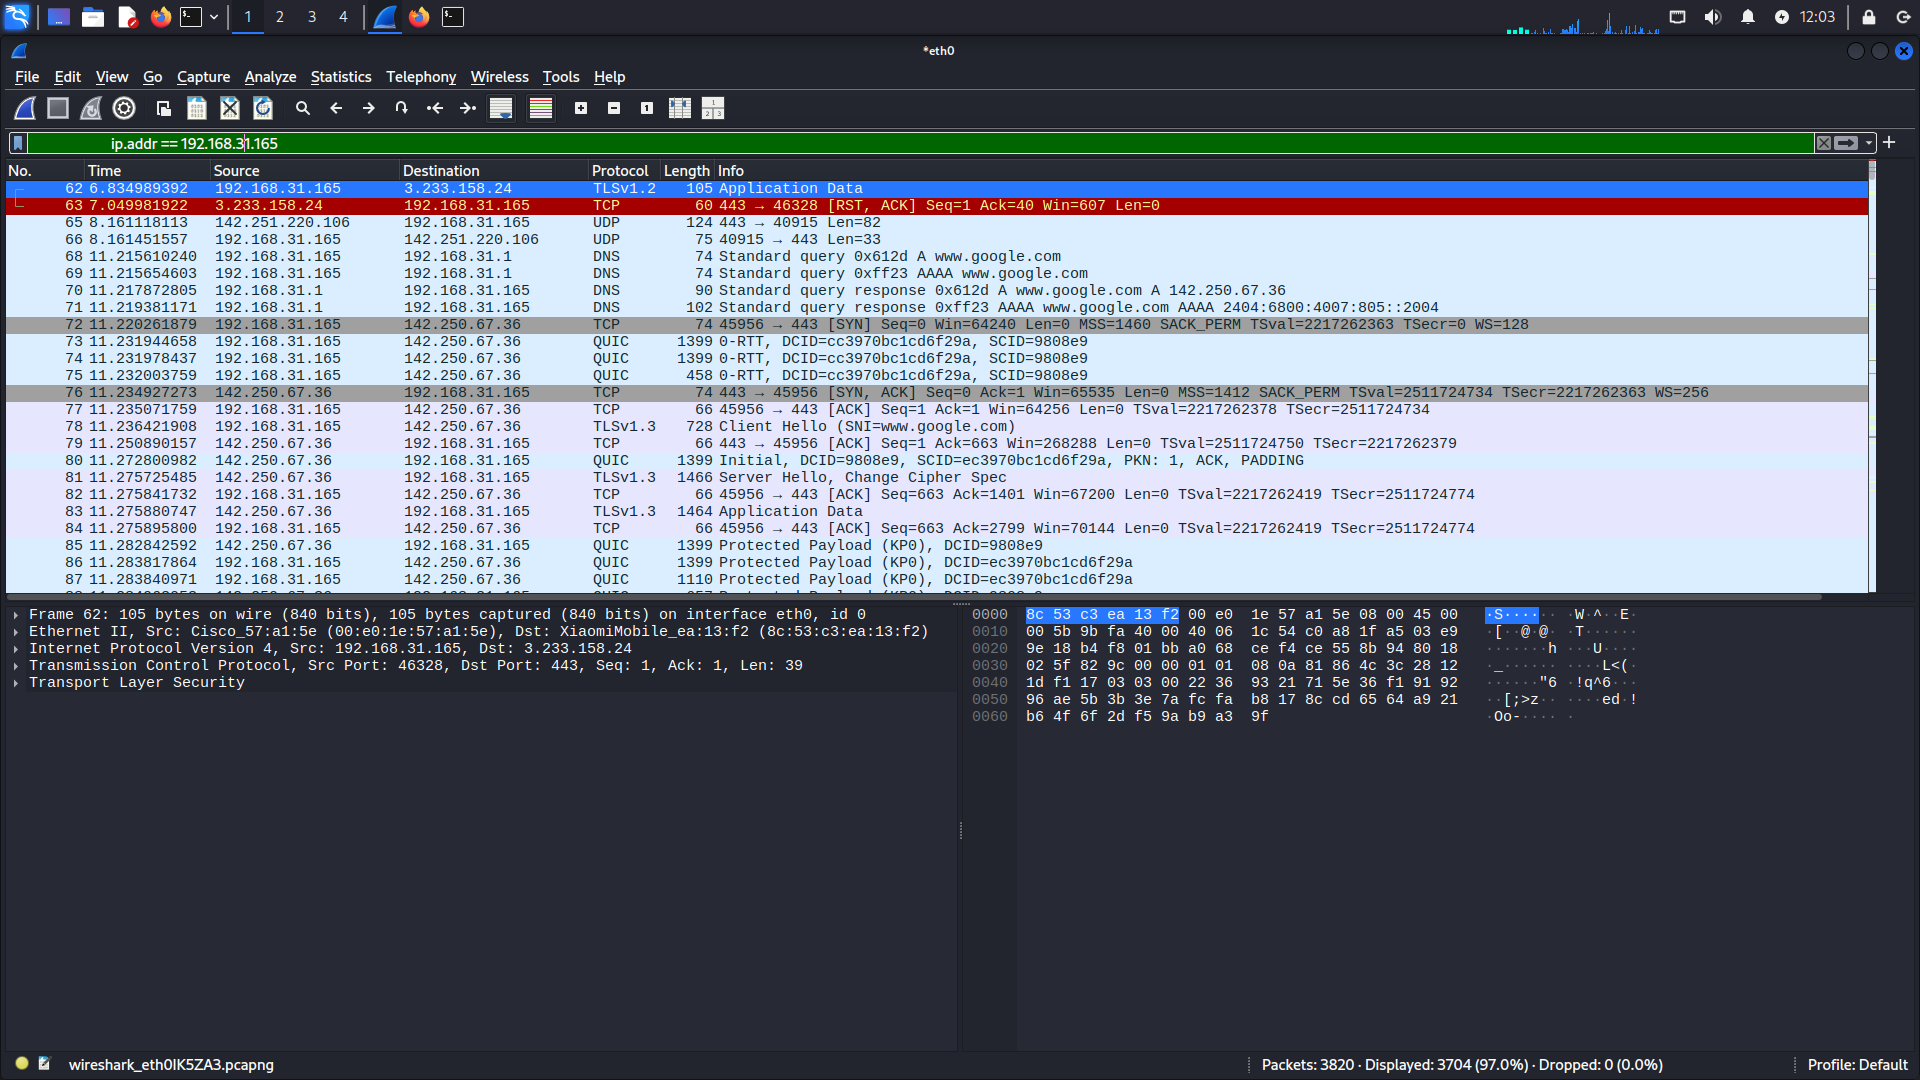 1 2 3 4 12:03
*eth0
File Edit View Go Capture Analyze Statistics Telephony Wireless Tools Help
ip.addr == 192.168.31.165
No. Time Source Destination Protocol Length Info
62 6.834989392 192.168.31.165 3.233.158.24 TLSv1.2 105 Application Data
63 7.049981922 3.233.158.24 192.168.31.165 TCP 60 443 → 46328 [RST, ACK] Seq=1 Ack=40 Win=607 Len=0
65 8.161118113 142.251.220.106 192.168.31.165 UDP 124 443 → 40915 Len=82
66 8.161451557 192.168.31.165 142.251.220.106 UDP 75 40915 → 443 Len=33
68 11.215610240 192.168.31.165 192.168.31.1 DNS 74 Standard query 0x612d A www.google.com
69 11.215654603 192.168.31.165 192.168.31.1 DNS 74 Standard query 0xff23 AAAA www.google.com
70 11.217872805 192.168.31.1 192.168.31.165 DNS 90 Standard query response 0x612d A www.google.com A 142.250.67.36
71 11.219381171 192.168.31.1 192.168.31.165 DNS 102 Standard query response 0xff23 AAAA www.google.com AAAA 2404:6800:4007:805::2004
72 11.220261879 192.168.31.165 142.250.67.36 TCP 74 45956 → 443 [SYN] Seq=0 Win=64240 Len=0 MSS=1460 SACK_PERM TSval=2217262363 TSecr=0 WS=128
73 11.231944658 192.168.31.165 142.250.67.36 QUIC 1399 0-RTT, DCID=cc3970bc1cd6f29a, SCID=9808e9
74 11.231978437 192.168.31.165 142.250.67.36 QUIC 1399 0-RTT, DCID=cc3970bc1cd6f29a, SCID=9808e9
75 11.232003759 192.168.31.165 142.250.67.36 QUIC 458 0-RTT, DCID=cc3970bc1cd6f29a, SCID=9808e9
76 11.234927273 142.250.67.36 192.168.31.165 TCP 74 443 → 45956 [SYN, ACK] Seq=0 Ack=1 Win=65535 Len=0 MSS=1412 SACK_PERM TSval=2511724734 TSecr=2217262363 WS=256
77 11.235071759 192.168.31.165 142.250.67.36 TCP 66 45956 → 443 [ACK] Seq=1 Ack=1 Win=64256 Len=0 TSval=2217262378 TSecr=2511724734
78 11.236421908 192.168.31.165 142.250.67.36 TLSv1.3 728 Client Hello (SNI=www.google.com)
79 11.250890157 142.250.67.36 192.168.31.165 TCP 66 443 → 45956 [ACK] Seq=1 Ack=663 Win=268288 Len=0 TSval=2511724750 TSecr=2217262379
80 11.272800982 142.250.67.36 192.168.31.165 QUIC 1399 Initial, DCID=9808e9, SCID=ec3970bc1cd6f29a, PKN: 1, ACK, PADDING
81 11.275725485 142.250.67.36 192.168.31.165 TLSv1.3 1466 Server Hello, Change Cipher Spec
82 11.275841732 192.168.31.165 142.250.67.36 TCP 66 45956 → 443 [ACK] Seq=663 Ack=1401 Win=67200 Len=0 TSval=2217262419 TSecr=2511724774
83 11.275880747 142.250.67.36 192.168.31.165 TLSv1.3 1464 Application Data
84 11.275895800 192.168.31.165 142.250.67.36 TCP 66 45956 → 443 [ACK] Seq=663 Ack=2799 Win=70144 Len=0 TSval=2217262419 TSecr=2511724774
85 11.282842592 142.250.67.36 192.168.31.165 QUIC 1399 Protected Payload (KP0), DCID=9808e9
86 11.283817864 192.168.31.165 142.250.67.36 QUIC 1399 Protected Payload (KP0), DCID=ec3970bc1cd6f29a
87 11.283840971 192.168.31.165 142.250.67.36 QUIC 1110 Protected Payload (KP0), DCID=ec3970bc1cd6f29a
Frame 62: 105 bytes on wire (840 bits), 105 bytes captured (840 bits) on interface eth0, id 0
Ethernet II, Src: Cisco_57:a1:5e (00:e0:1e:57:a1:5e), Dst: XiaomiMobile_ea:13:f2 (8c:53:c3:ea:13:f2)
Internet Protocol Version 4, Src: 192.168.31.165, Dst: 3.233.158.24
Transmission Control Protocol, Src Port: 46328, Dst Port: 443, Seq: 1, Ack: 1, Len: 39
Transport Layer Security
0000 8c 53 c3 ea 13 f2 00 e0 1e 57 a1 5e 08 00 45 00 ·S······ ·W·^··E·
0010 00 5b 9b fa 40 00 40 06 1c 54 c0 a8 1f a5 03 e9 ·[··@·@· ·T······
0020 9e 18 b4 f8 01 bb a0 68 ce f4 ce 55 8b 94 80 18 ·······h ···U····
0030 02 5f 82 9c 00 00 01 01 08 0a 81 86 4c 3c 28 12 ·_······ ····L<(·
0040 1d f1 17 03 03 00 22 36 93 21 71 5e 36 f1 91 92 ······"6 ·!q^6···
0050 96 ae 5b 3b 3e 7a fc fa b8 17 8c cd 65 64 a9 21 ··[;>z·· ····ed·!
0060 b6 4f 6f 2d f5 9a b9 a3 9f ·Oo-···· ·
wireshark_eth0IK5ZA3.pcapng Packets: 3820 · Displayed: 3704 (97.0%) · Dropped: 0 (0.0%) Profile: Default